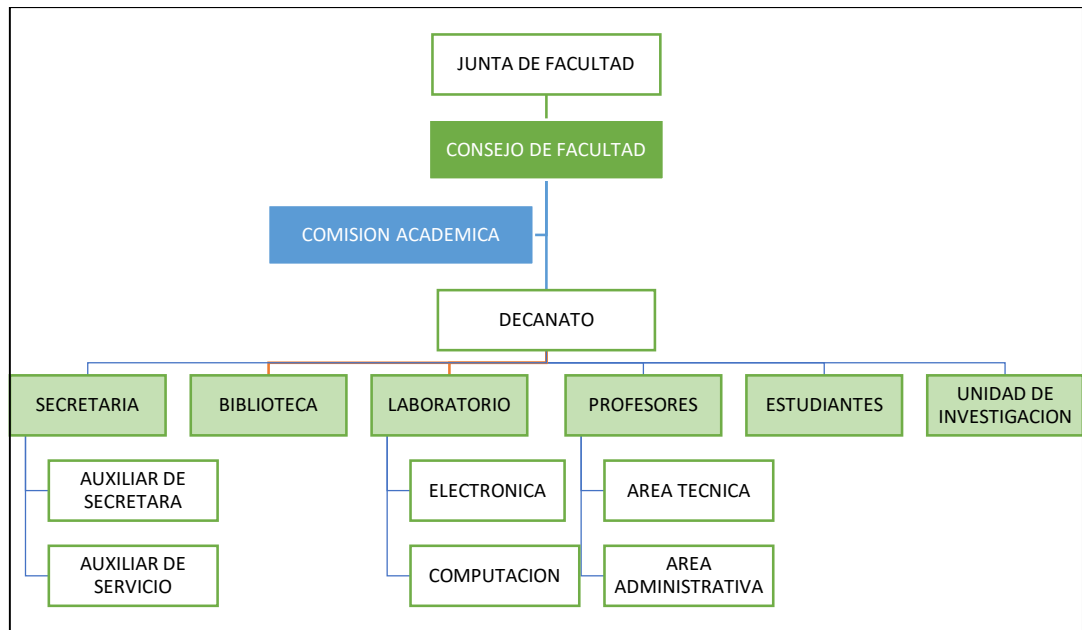 JUNTA DE FACULTAD
CONSEJO DE FACULTAD
COMISION ACADEMICA
DECANATO
SECRETARIA
BIBLIOTECA
LABORATORIO
PROFESORES
ESTUDIANTES
UNIDAD DE
INVESTIGACION
AUXILIAR DE
SECRETARA
ELECTRONICA
AREA TECNICA
AUXILIAR DE
SERVICIO
COMPUTACION
AREA
ADMINISTRATIVA